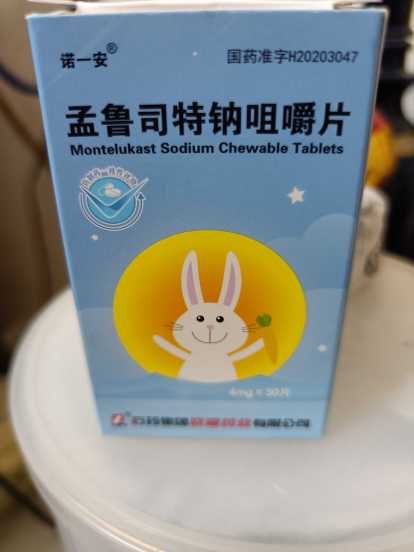 诺一安®
国药准字H20203047
孟鲁司特钠咀嚼片
Montelukast Sodium Chewable Tablets
4mg×30片